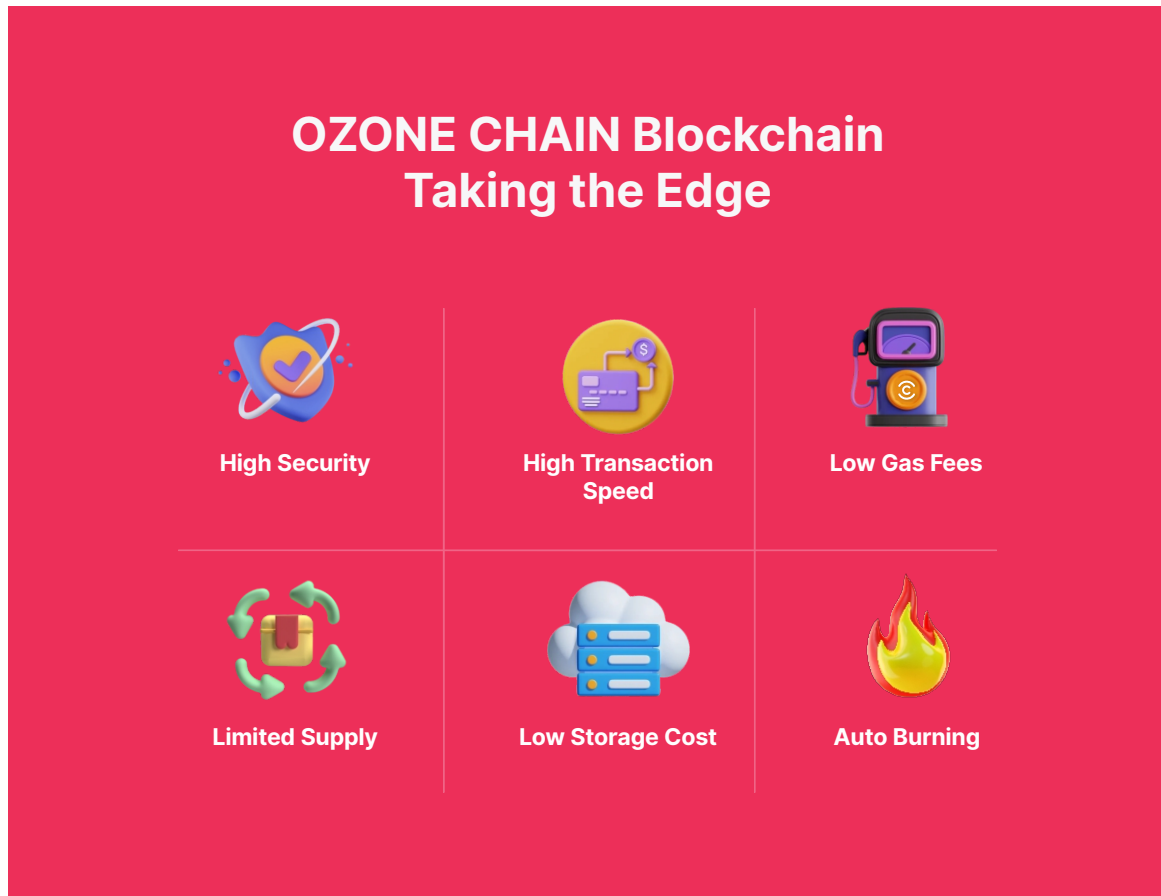 OZONE CHAIN Blockchain
Taking the Edge
High Security
High Transaction
Speed
Low Gas Fees
Limited Supply
Low Storage Cost
Auto Burning